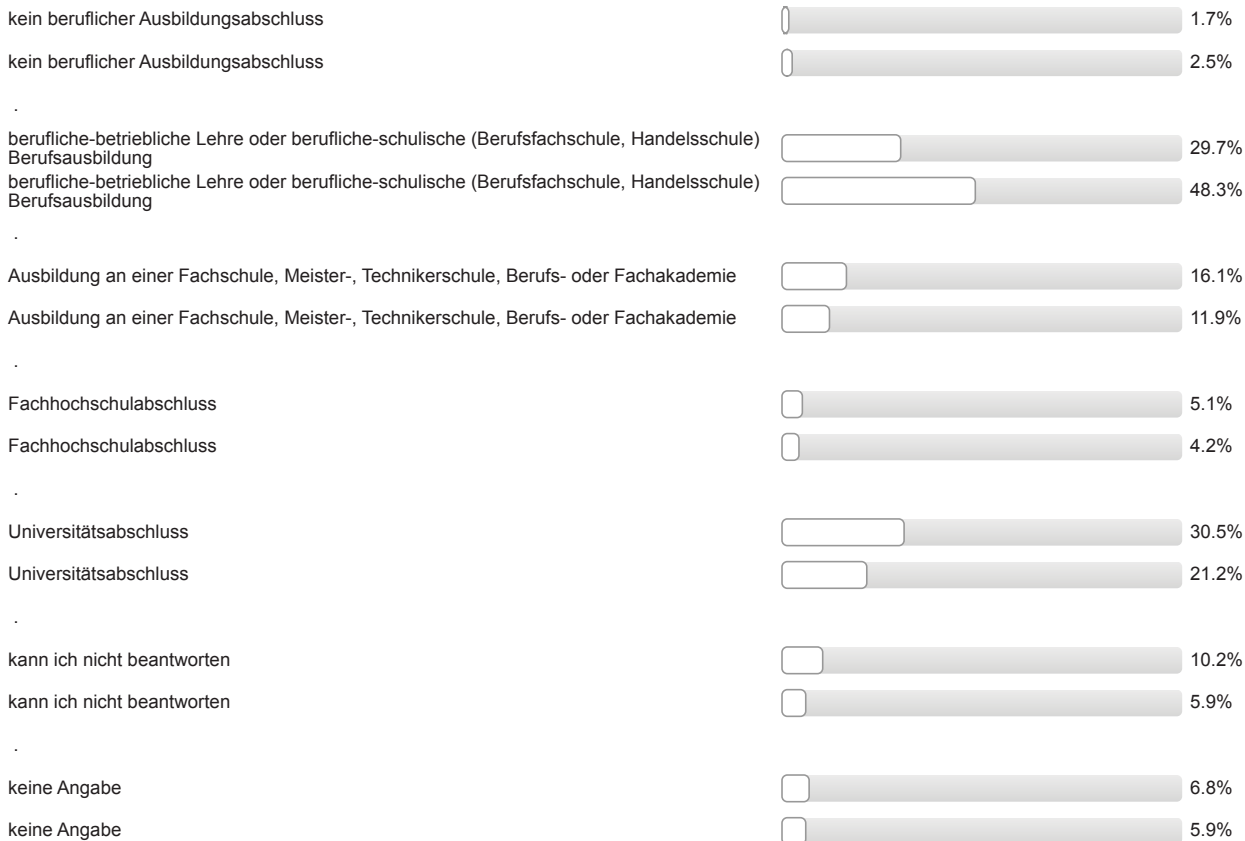 kein beruflicher Ausbildungsabschluss 1.7%
kein beruflicher Ausbildungsabschluss 2.5%
.
berufliche-betriebliche Lehre oder berufliche-schulische (Berufsfachschule, Handelsschule)
Berufsausbildung 29.7%
berufliche-betriebliche Lehre oder berufliche-schulische (Berufsfachschule, Handelsschule)
Berufsausbildung 48.3%
.
Ausbildung an einer Fachschule, Meister-, Technikerschule, Berufs- oder Fachakademie 16.1%
Ausbildung an einer Fachschule, Meister-, Technikerschule, Berufs- oder Fachakademie 11.9%
.
Fachhochschulabschluss 5.1%
Fachhochschulabschluss 4.2%
.
Universitätsabschluss 30.5%
Universitätsabschluss 21.2%
.
kann ich nicht beantworten 10.2%
kann ich nicht beantworten 5.9%
.
keine Angabe 6.8%
keine Angabe 5.9%